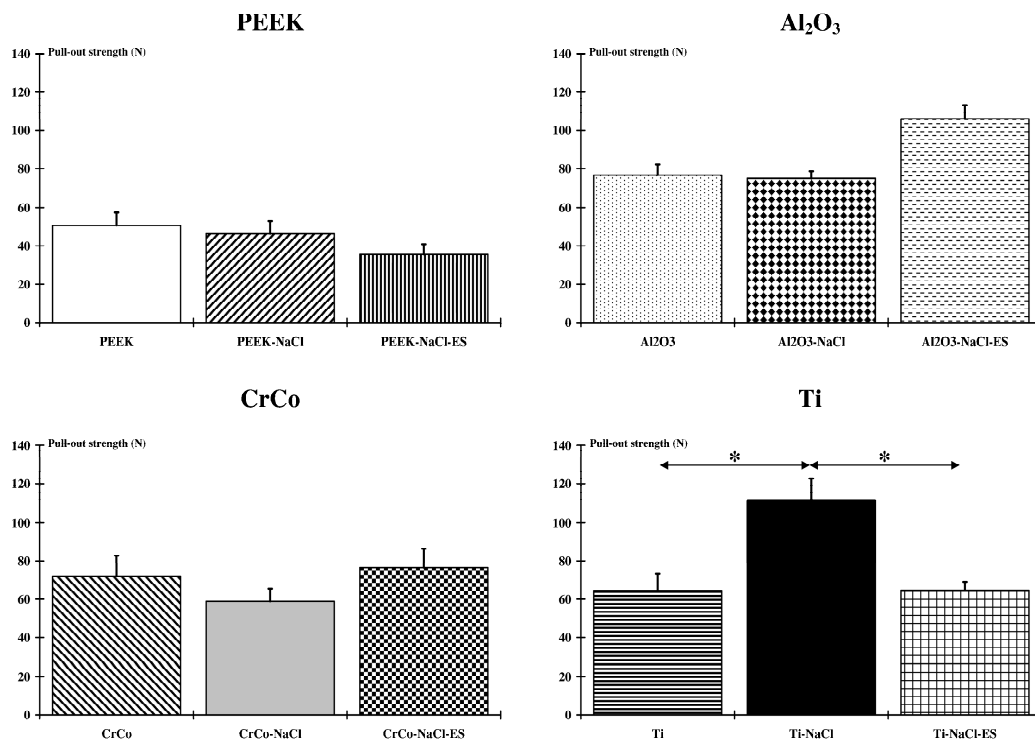 PEEK
Pull-out strength (N)
140
120
100
80
60
40
20
0
PEEK
PEEK-NaCl
PEEK-NaCl-ES
Al₂O₃
Pull-out strength (N)
140
120
100
80
60
40
20
0
Al2O3
Al2O3-NaCl
Al2O3-NaCl-ES
CrCo
Pull-out strength (N)
140
120
100
80
60
40
20
0
CrCo
CrCo-NaCl
CrCo-NaCl-ES
Ti
Pull-out strength (N)
140
120
100
80
60
40
20
0
* *
Ti
Ti-NaCl
Ti-NaCl-ES